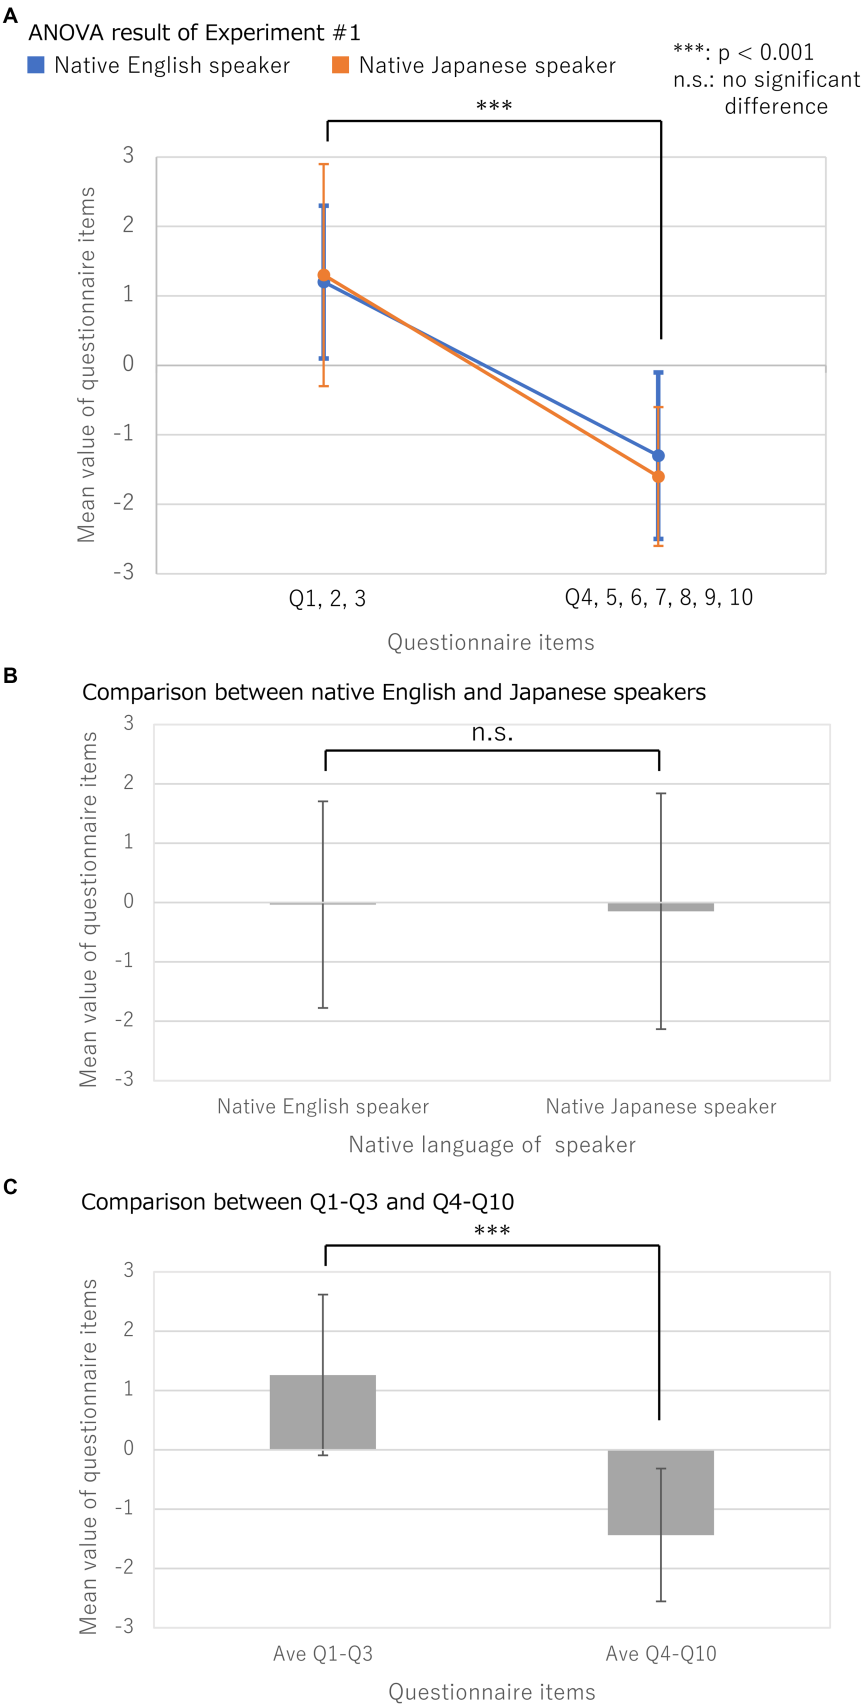 A
ANOVA result of Experiment #1
Native English speaker
Native Japanese speaker
***: p < 0.001
n.s.: no significant
difference
***
3
2
1
0
-1
-2
-3
Mean value of questionnaire items
Q1, 2, 3
Q4, 5, 6, 7, 8, 9, 10
Questionnaire items
B
Comparison between native English and Japanese speakers
n.s.
3
2
1
0
-1
-2
-3
Mean value of questionnaire items
Native English speaker
Native Japanese speaker
Native language of speaker
C
Comparison between Q1-Q3 and Q4-Q10
***
3
2
1
0
-1
-2
-3
Mean value of questionnaire items
Ave Q1-Q3
Ave Q4-Q10
Questionnaire items